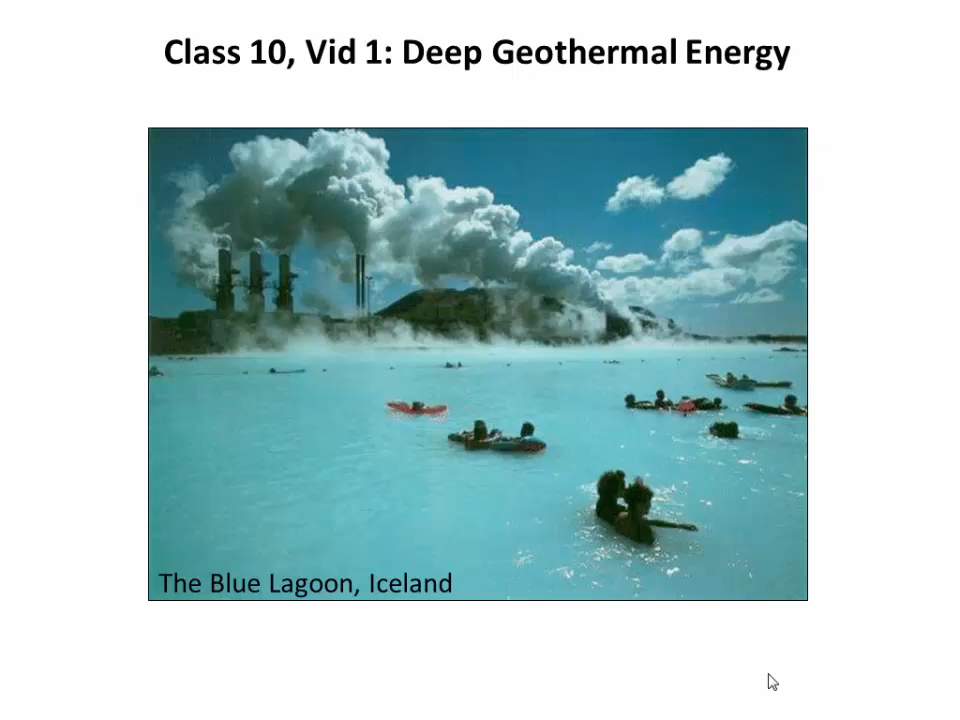 Class 10, Vid 1: Deep Geothermal Energy
The Blue Lagoon, Iceland